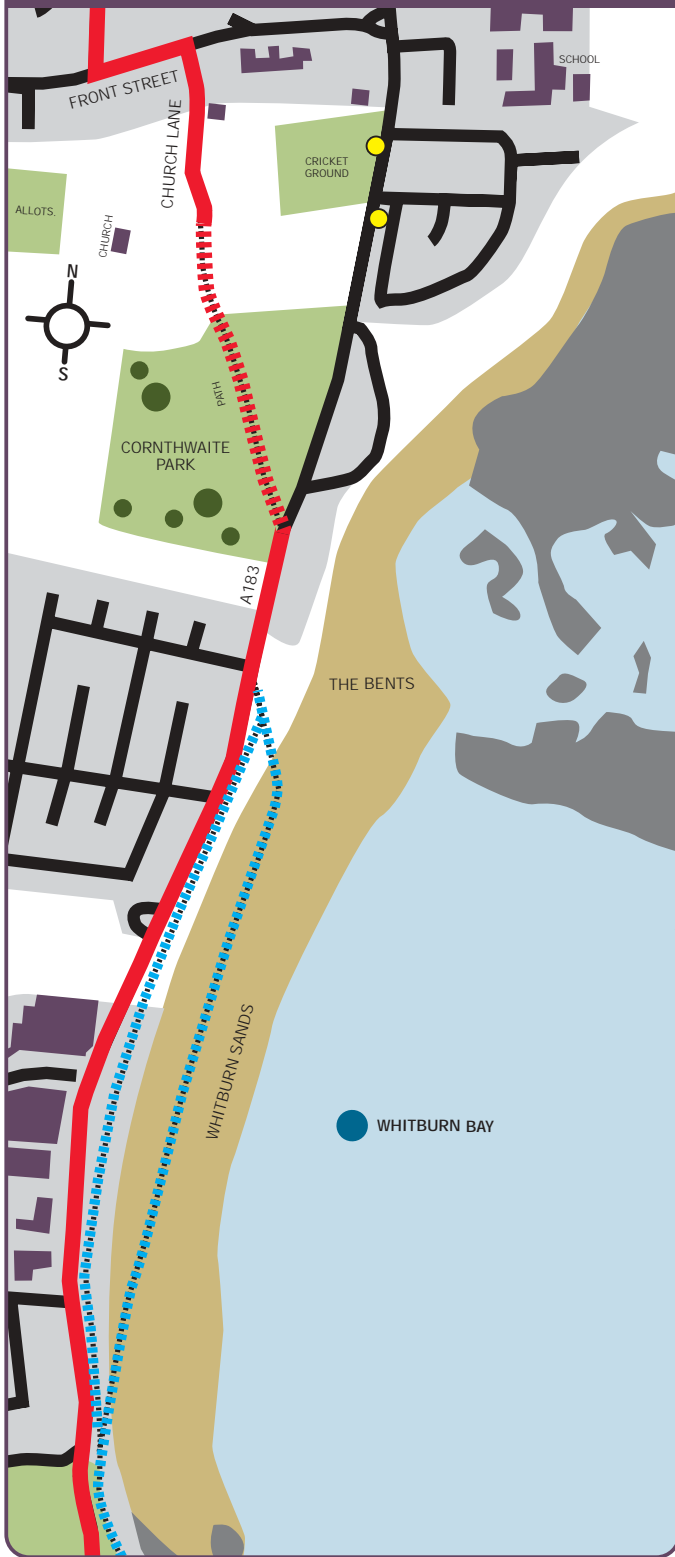 SCHOOL
FRONT STREET
CHURCH LANE
CRICKET
GROUND
ALLOTS.
CHURCH
N
S
PATH
CORNTHWAITE
PARK
A183
THE BENTS
WHITBURN SANDS
WHITBURN BAY